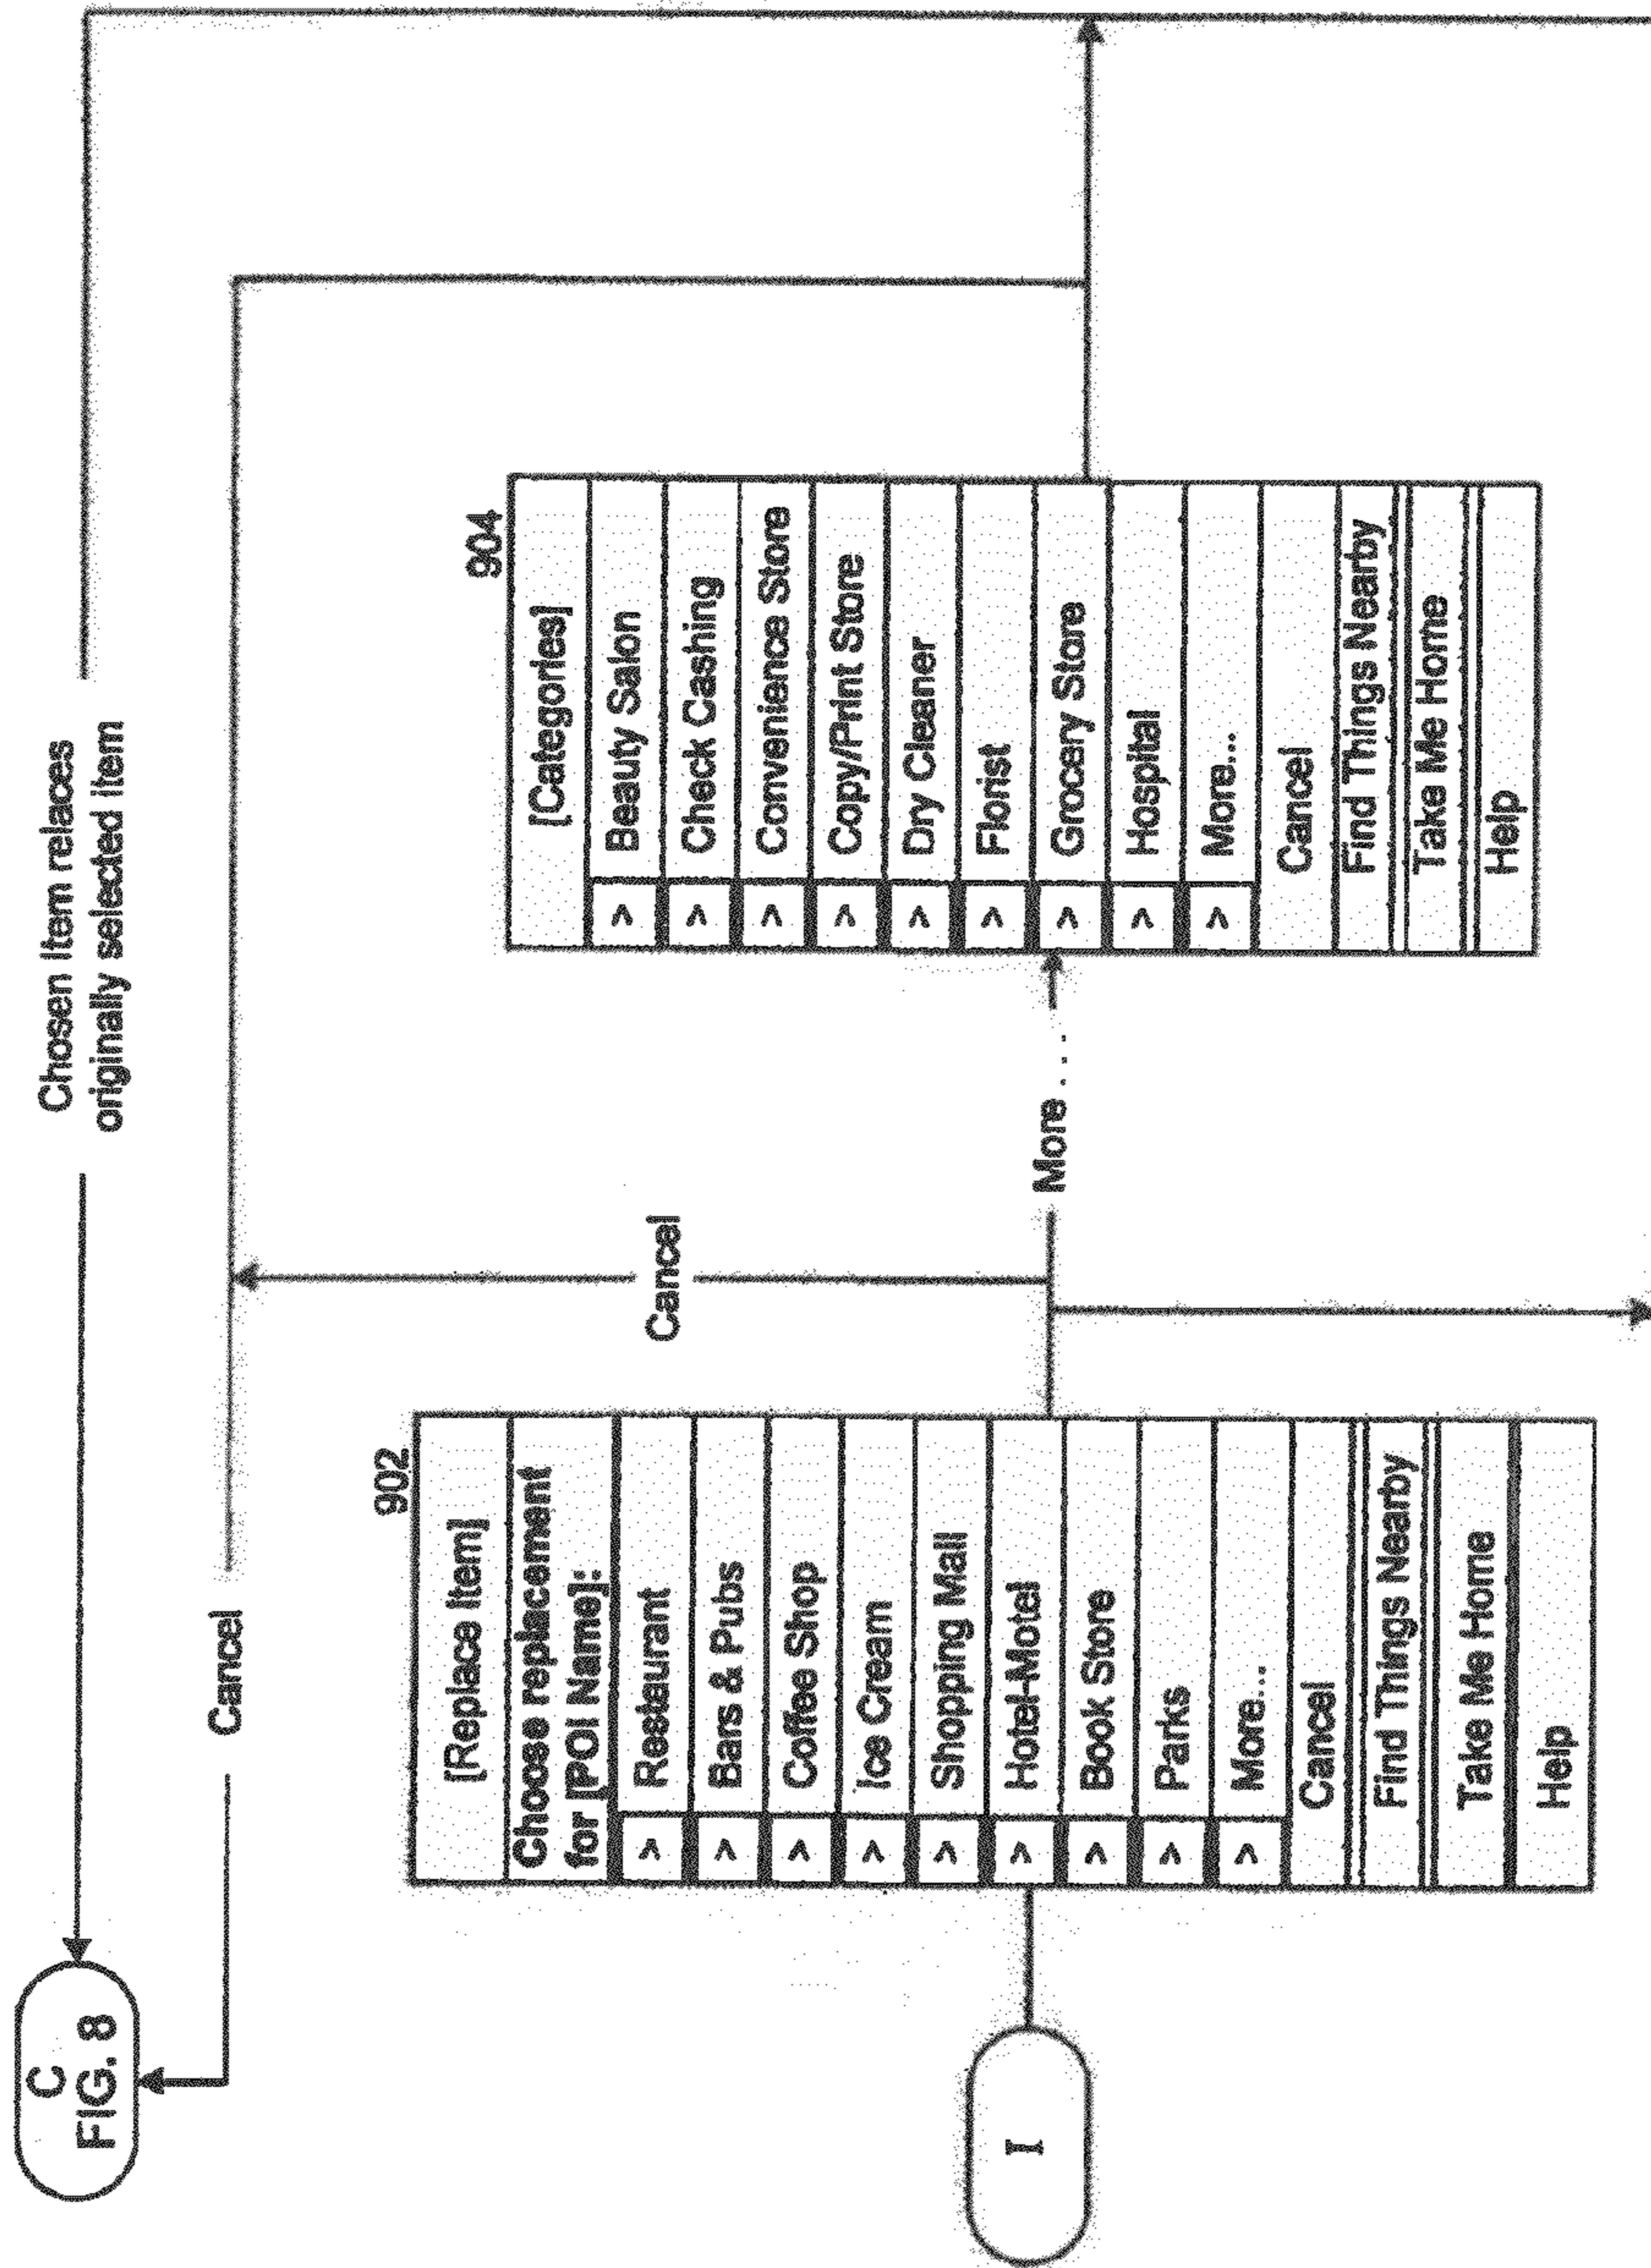 C
FIG. 8
Chosen item relaces
originally selected item
Cancel
Cancel
I
902
[Replace Item]
Choose replacement
for [POI Name]:
> Restaurant
> Bars & Pubs
> Coffee Shop
> Ice Cream
> Shopping Mall
> Hotel-Motel
> Book Store
> Parks
> More...
Cancel
Find Things Nearby
Take Me Home
Help
More . . .
904
[Categories]
> Beauty Salon
> Check Cashing
> Convenience Store
> Copy/Print Store
> Dry Cleaner
> Florist
> Grocery Store
> Hospital
> More...
Cancel
Find Things Nearby
Take Me Home
Help